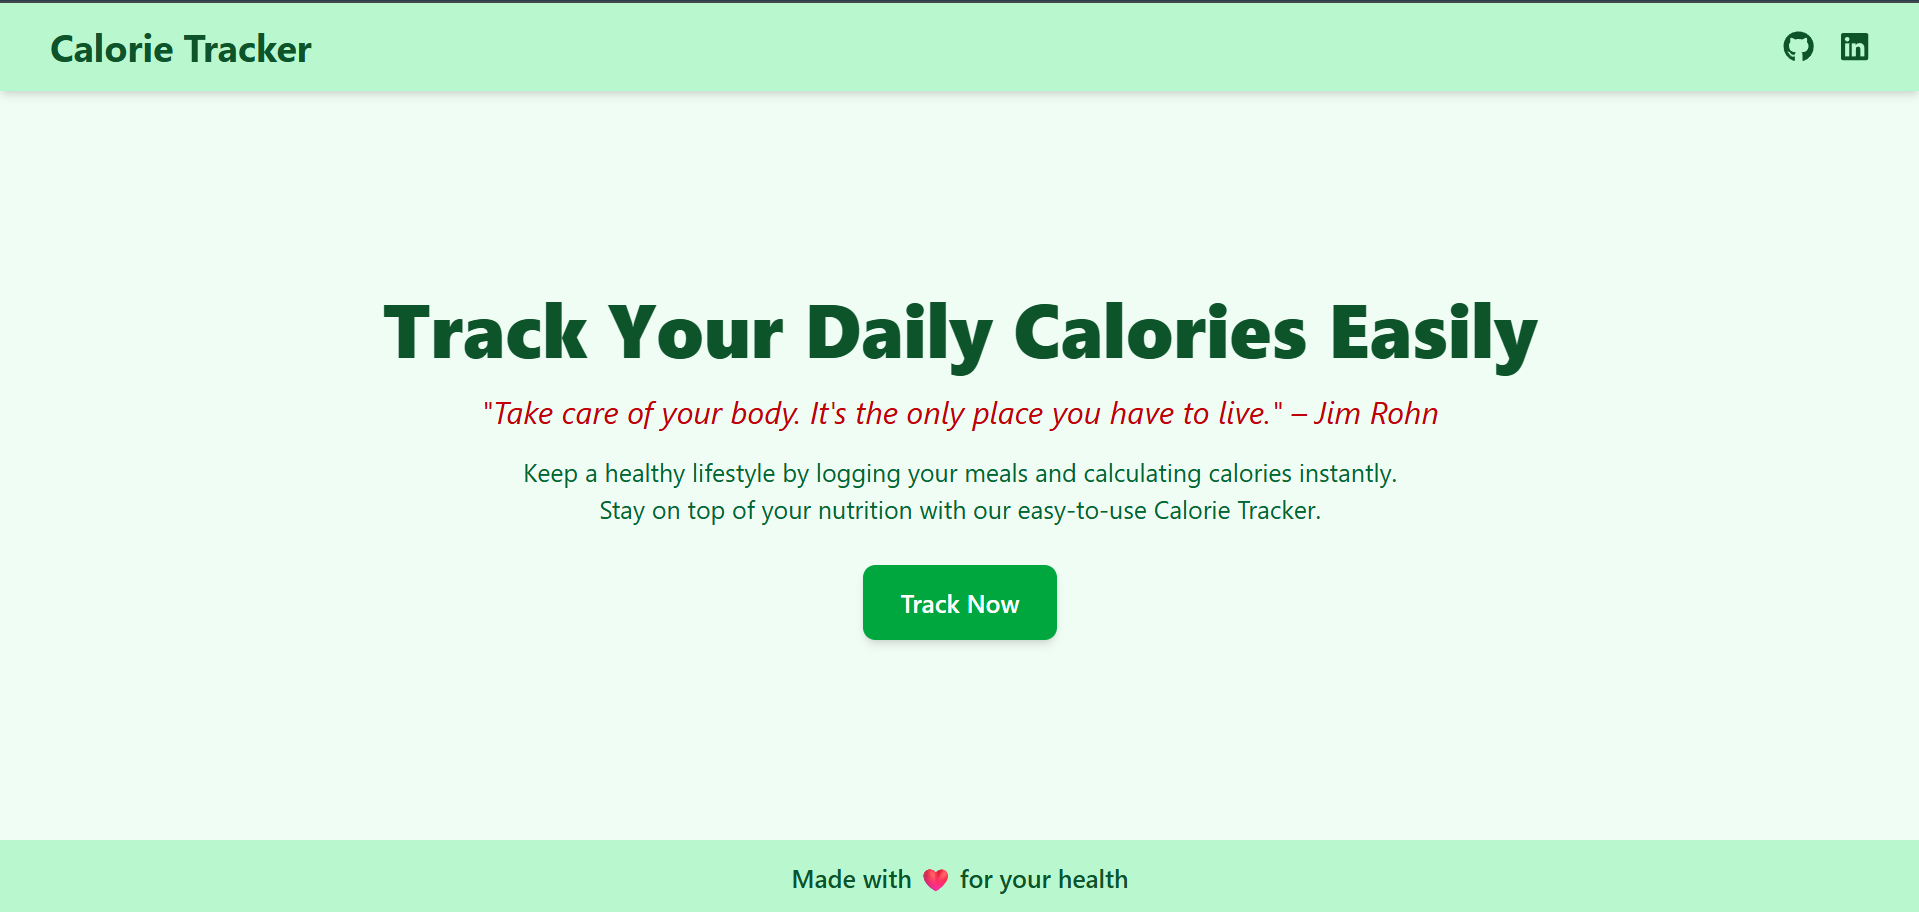 Calorie Tracker
Track Your Daily Calories Easily
"Take care of your body. It's the only place you have to live." – Jim Rohn
Keep a healthy lifestyle by logging your meals and calculating calories instantly.
Stay on top of your nutrition with our easy-to-use Calorie Tracker.
Track Now
Made with ❤️ for your health